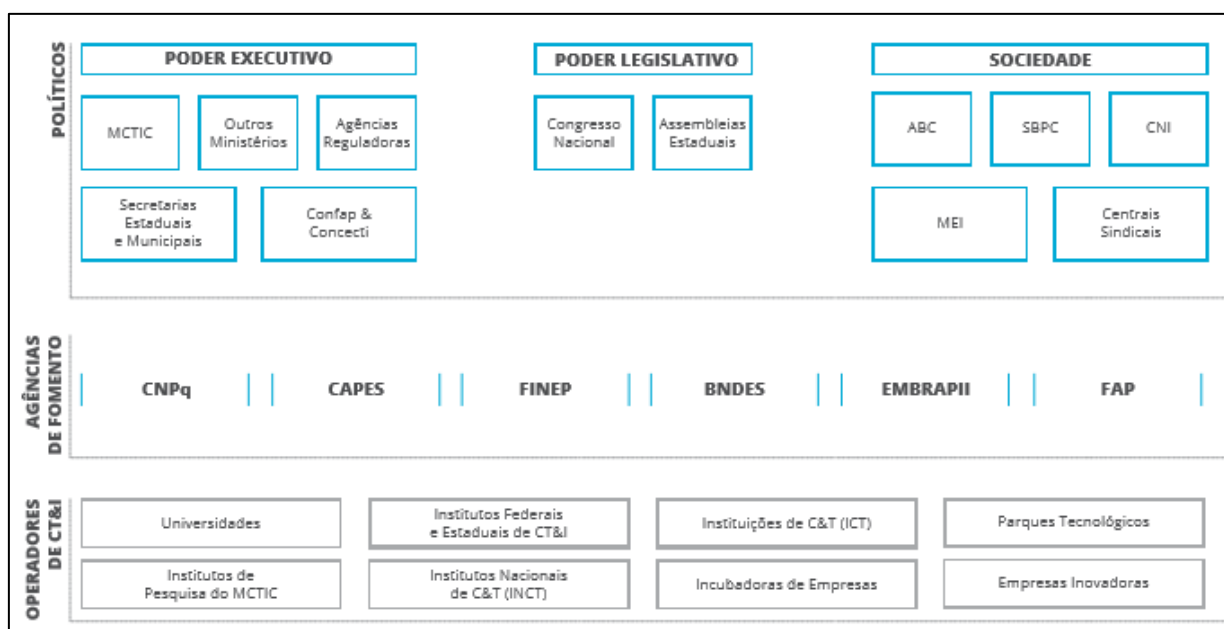 POLÍTICOS
PODER EXECUTIVO
PODER LEGISLATIVO
SOCIEDADE
MCTIC
Outros
Ministérios
Agências
Reguladoras
Congresso
Nacional
Assembleias
Estaduais
ABC
SBPC
CNI
Secretarias
Estaduais
e Municipais
Confap &
Concecti
MEI
Centrais
Sindicais
AGÊNCIAS
DE FOMENTO
CNPq
CAPES
FINEP
BNDES
EMBRAPII
FAP
OPERADORES
DE CT&I
Universidades
Institutos Federais
e Estaduais de CT&I
Instituições de C&T (ICT)
Parques Tecnológicos
Institutos de
Pesquisa do MCTIC
Institutos Nacionais
de C&T (INCT)
Incubadoras de Empresas
Empresas Inovadoras